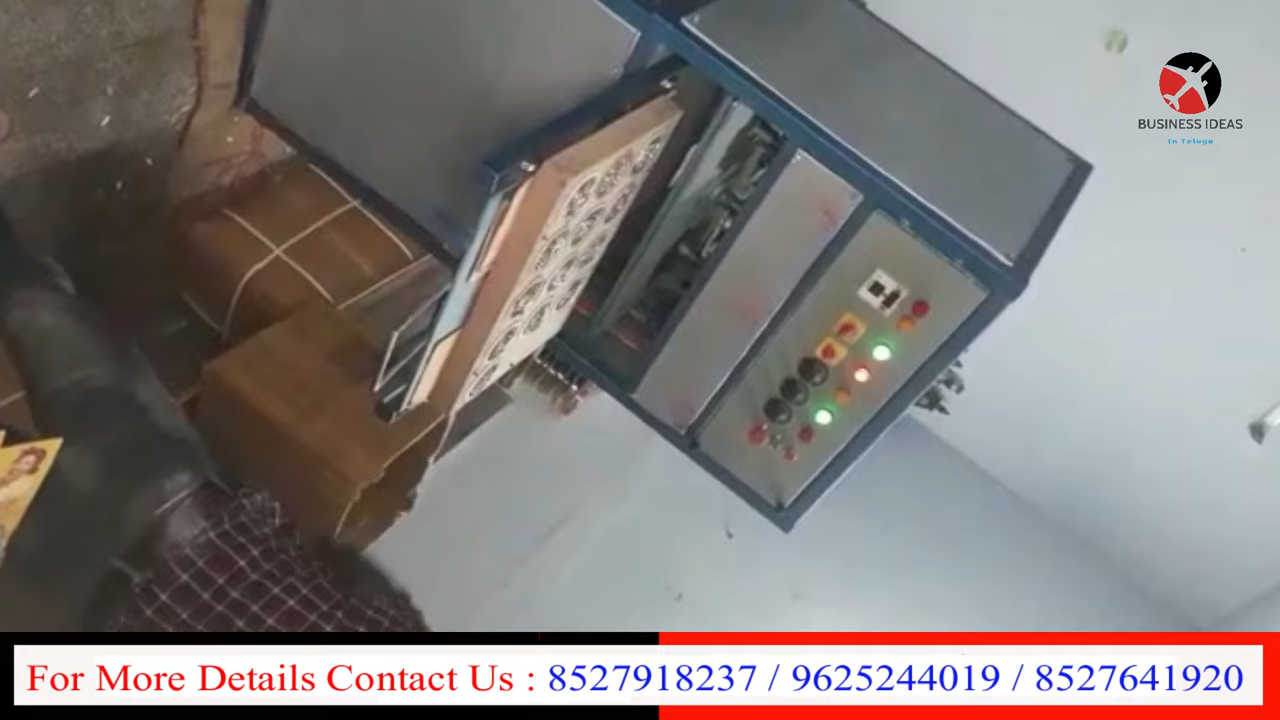 BUSINESS IDEAS
In Telugu
For More Details Contact Us : 8527918237 / 9625244019 / 8527641920